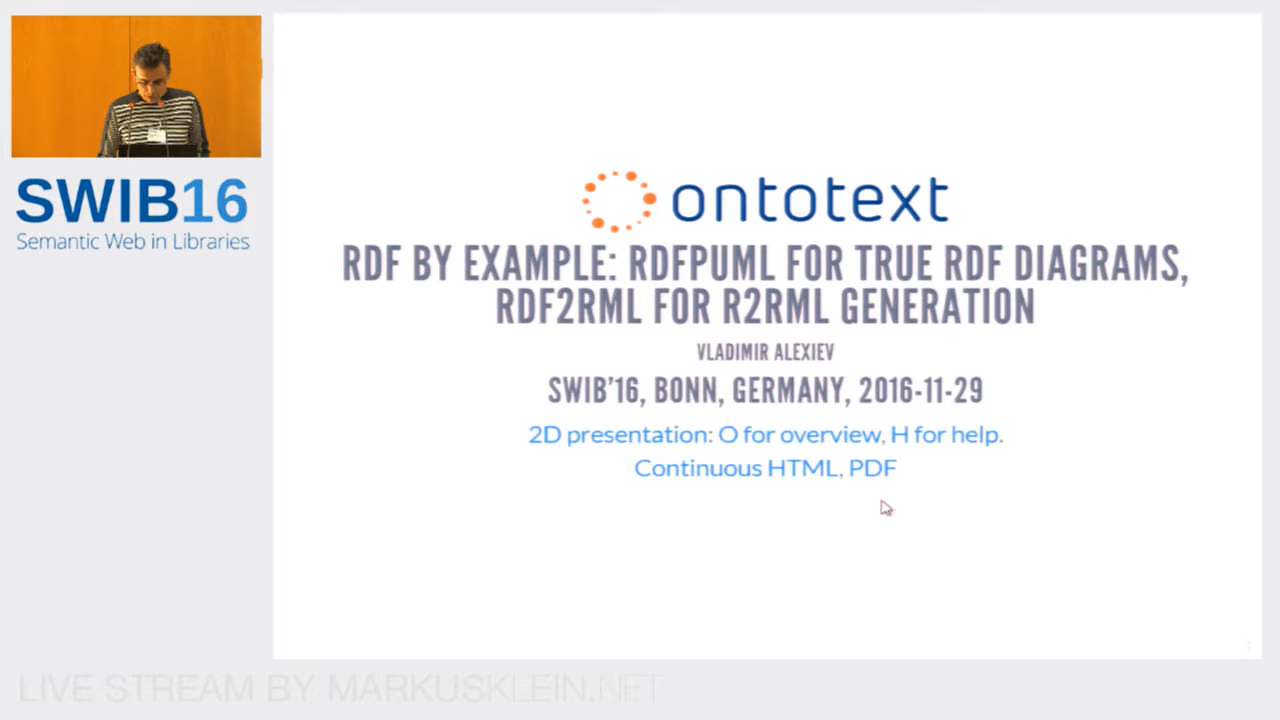 SWIB16
Semantic Web in Libraries
ontotext
RDF BY EXAMPLE: RDFPUML FOR TRUE RDF DIAGRAMS,
RDF2RML FOR R2RML GENERATION
VLADIMIR ALEXIEV
SWIB'16, BONN, GERMANY, 2016-11-29
2D presentation: O for overview, H for help.
Continuous HTML, PDF
LIVE STREAM BY MARKUSKLEIN.NET